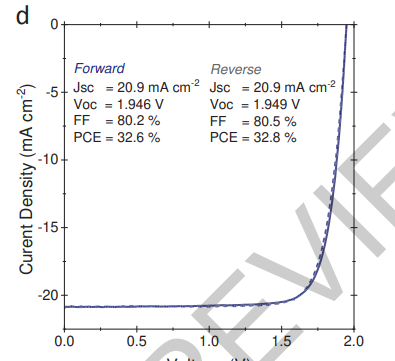 d
0
Forward Reverse
Jsc = 20.9 mA cm-2 Jsc = 20.9 mA cm-2
Voc = 1.946 V Voc = 1.949 V
FF = 80.2 % FF = 80.5 %
PCE = 32.6 % PCE = 32.8 %
-5
-10
-15
-20
Curent Density (mA cm-2)
0.0 0.5 1.0 1.5 2.0